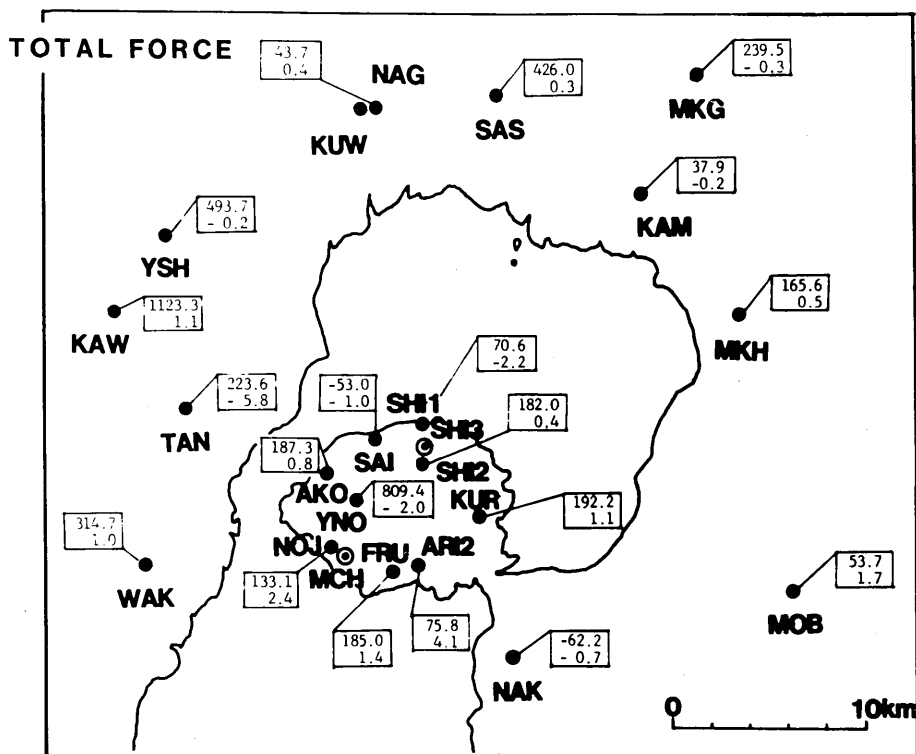 TOTAL FORCE
43.7
0.4
NAG
KUW
426.0
0.3
SAS
239.5
- 0.3
MKG
37.9
-0.2
KAM
493.7
- 0.2
YSH
1123.3
1.1
KAW
165.6
0.5
MKH
223.6
- 5.8
TAN
-53.0
- 1.0
SAI
70.6
-2.2
SHI1
SHI3
182.0
0.4
SHI2
187.3
0.8
AKO
809.4
- 2.0
YNO
KUR
192.2
1.1
314.7
1.0
WAK
NOJ
MCH
133.1
2.4
FRU
185.0
1.4
ARI2
75.8
4.1
53.7
1.7
MOB
-62.2
- 0.7
NAK
0 10km